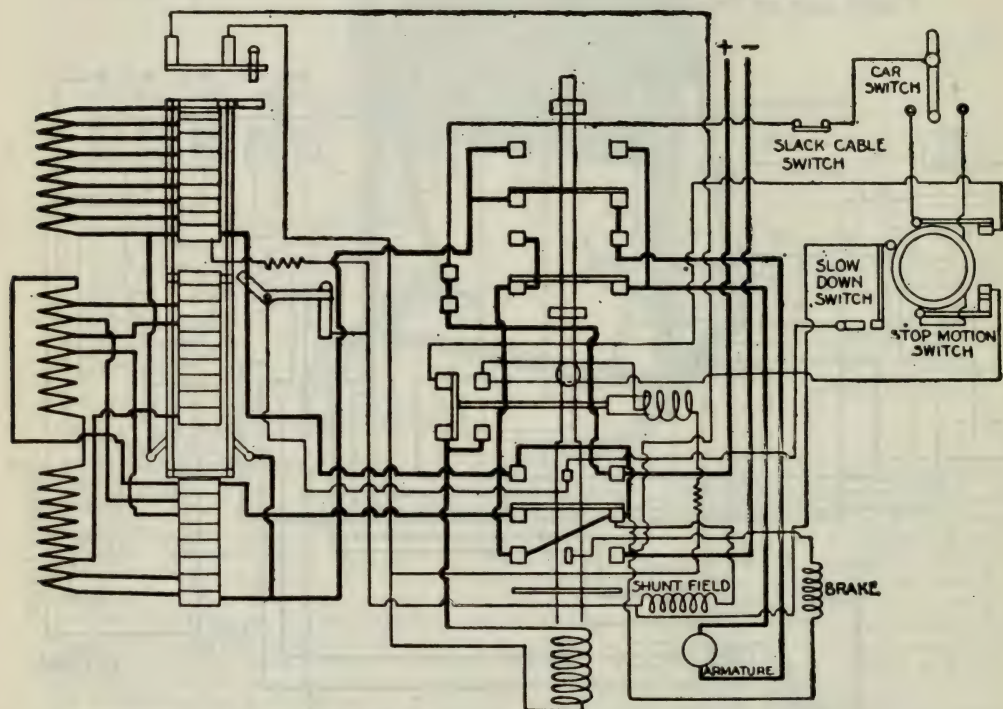 + −
CAR
SWITCH
SLACK CABLE
SWITCH
SLOW
DOWN
SWITCH
STOP MOTION
SWITCH
SHUNT FIELD
BRAKE
ARMATURE